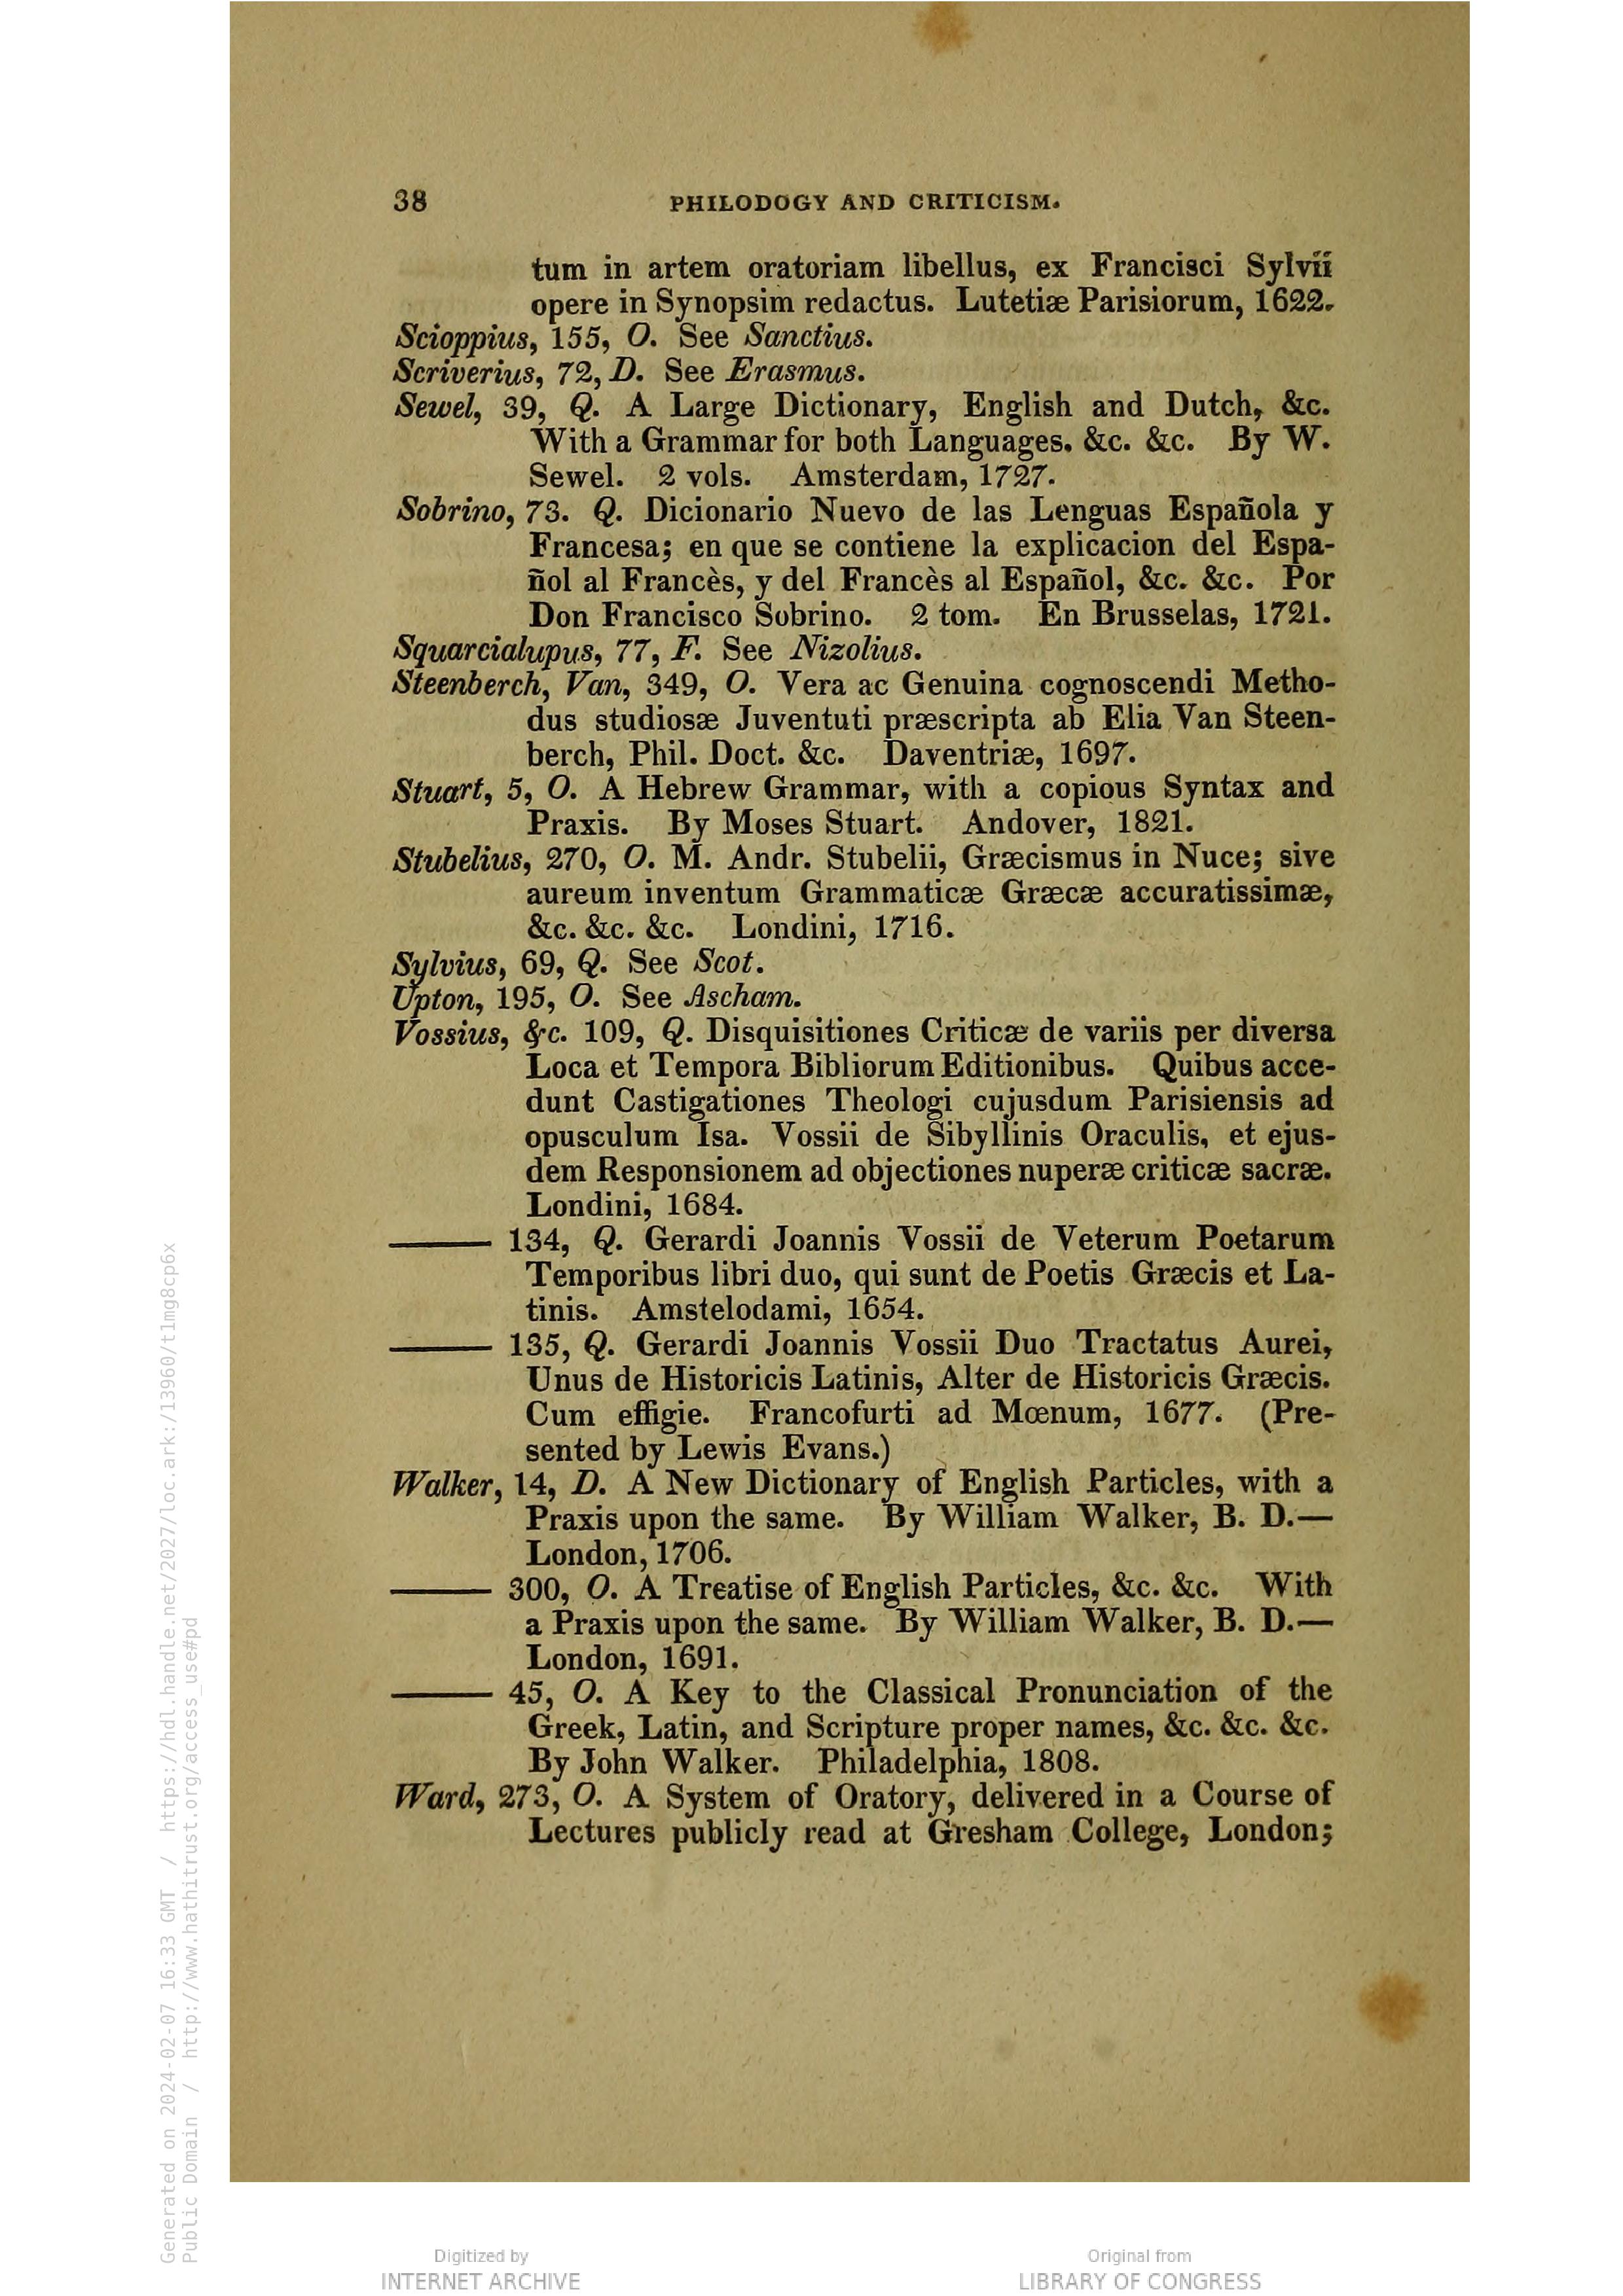 38 PHILODOGY AND CRITICISM.
tum in artem oratoriam libellus, ex Francisci Sylvii
opere in Synopsim redactus. Lutetiæ Parisiorum, 1622.
Scioppius, 155, O. See Sanctius.
Scriverius, 72, D. See Erasmus.
Sewel, 39, Q. A Large Dictionary, English and Dutch, &c.
With a Grammar for both Languages. &c. &c. By W.
Sewel. 2 vols. Amsterdam, 1727.
Sobrino, 73. Q. Dicionario Nuevo de las Lenguas Española y
Francesa; en que se contiene la explicacion del Espa-
ñol al Francès, y del Francès al Español, &c. &c. Por
Don Francisco Sobrino. 2 tom. En Brusselas, 1721.
Squarcialupus, 77, F. See Nizolius.
Steenberch, Van, 349, O. Vera ac Genuina cognoscendi Metho-
dus studiosæ Juventuti præscripta ab Elia Van Steen-
berch, Phil. Doct. &c. Daventriæ, 1697.
Stuart, 5, O. A Hebrew Grammar, with a copious Syntax and
Praxis. By Moses Stuart. Andover, 1821.
Stubelius, 270, O. M. Andr. Stubelii, Græcismus in Nuce; sive
aureum inventum Grammaticæ Græcæ accuratissimæ,
&c. &c. &c. Londini, 1716.
Sylvius, 69, Q. See Scot.
Upton, 195, O. See Ascham.
Vossius, &c. 109, Q. Disquisitiones Criticæ de variis per diversa
Loca et Tempora Bibliorum Editionibus. Quibus acce-
dunt Castigationes Theologi cujusdum Parisiensis ad
opusculum Isa. Vossii de Sibyllinis Oraculis, et ejus-
dem Responsionem ad objectiones nuperæ criticæ sacræ.
Londini, 1684.
——— 134, Q. Gerardi Joannis Vossii de Veterum Poetarum
Temporibus libri duo, qui sunt de Poetis Græcis et La-
tinis. Amstelodami, 1654.
——— 135, Q. Gerardi Joannis Vossii Duo Tractatus Aurei,
Unus de Historicis Latinis, Alter de Historicis Græcis.
Cum effigie. Francofurti ad Mœnum, 1677. (Pre-
sented by Lewis Evans.)
Walker, 14, D. A New Dictionary of English Particles, with a
Praxis upon the same. By William Walker, B. D.—
London, 1706.
——— 300, O. A Treatise of English Particles, &c. &c. With
a Praxis upon the same. By William Walker, B. D.—
London, 1691.
——— 45, O. A Key to the Classical Pronunciation of the
Greek, Latin, and Scripture proper names, &c. &c. &c.
By John Walker. Philadelphia, 1808.
Ward, 273, O. A System of Oratory, delivered in a Course of
Lectures publicly read at Gresham College, London;
Generated on 2024-02-07 16:33 GMT / https://hdl.handle.net/2027/loc.ark:/13960/t1mg8cp6x
Public Domain / http://www.hathitrust.org/access_use#pd
Digitized by
INTERNET ARCHIVE
Original from
LIBRARY OF CONGRESS